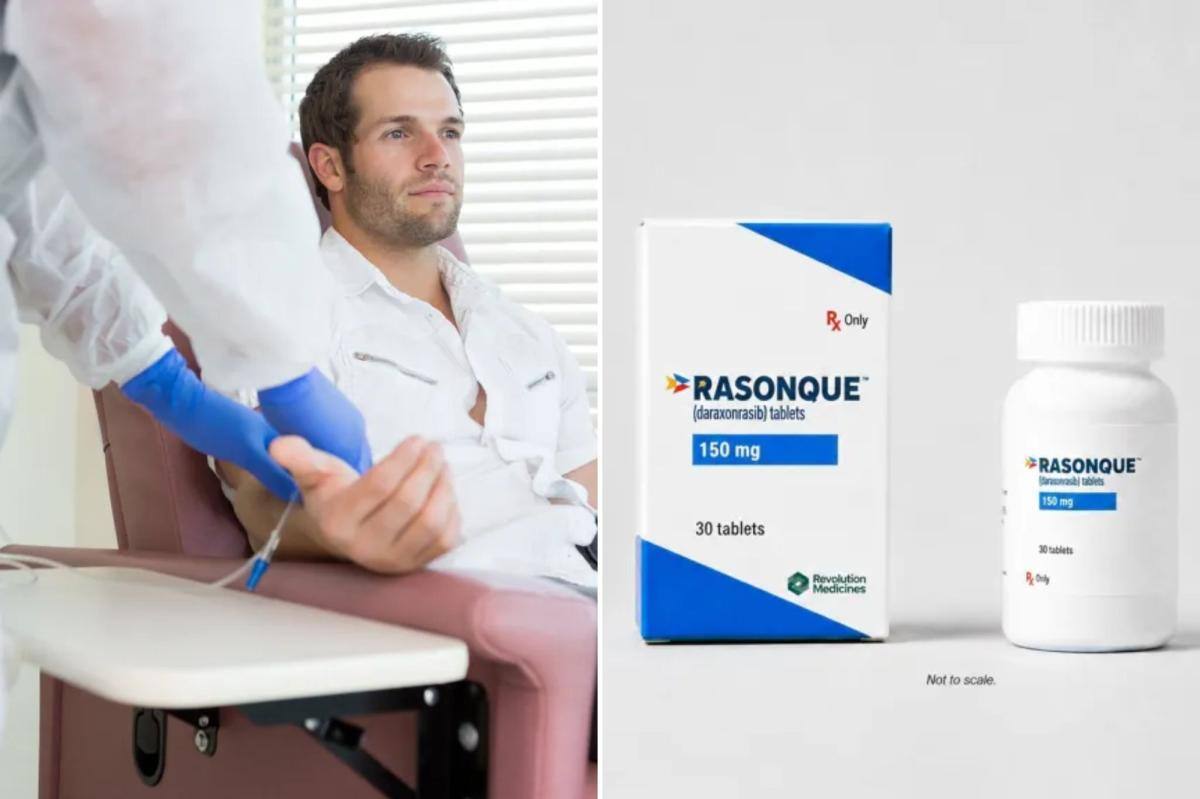 Rx Only
RASONQUE™
(daraxonrasib) tablets
150 mg
30 tablets
Revolution
Medicines
RASONQUE™
(daraxonrasib) tablets
150 mg
30 tablets
Rx Only
Not to scale.